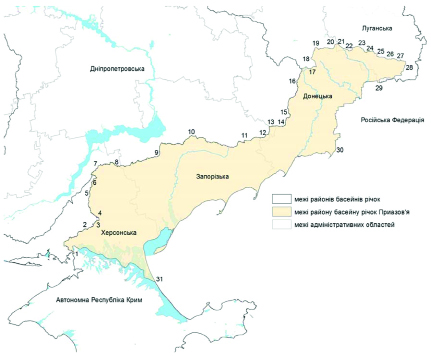 Луганська
19 20 21 22 23 24 25 26 27
28
18
17
16
29
Дніпропетровська
Донецька
15
14
13
12
11
10
9
8
7
6
5
4
3
2
1
30
31
Російська Федерація
Запорізька
Херсонська
Автономна Республіка Крим
межі районів басейнів річок
межі району басейну річок Приазов'я
межі адміністративних областей